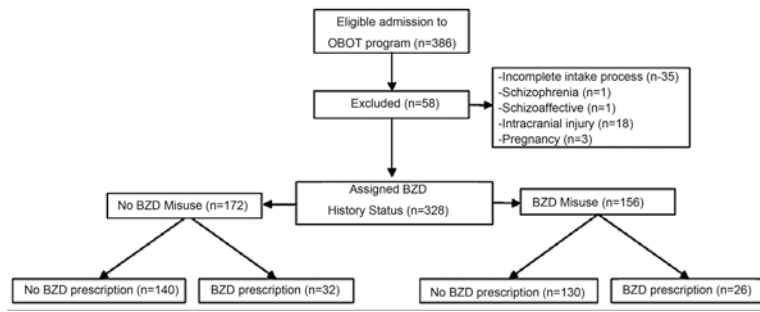 Eligible admission to
OBOT program (n=386)
-Incomplete intake process (n-35)
-Schizophrenia (n=1)
-Schizoaffective (n=1)
-Intracranial injury (n=18)
-Pregnancy (n=3)
Excluded (n=58)
Assigned BZD
History Status (n=328)
No BZD Misuse (n=172)
BZD Misuse (n=156)
No BZD prescription (n=140)
BZD prescription (n=32)
No BZD prescription (n=130)
BZD prescription (n=26)